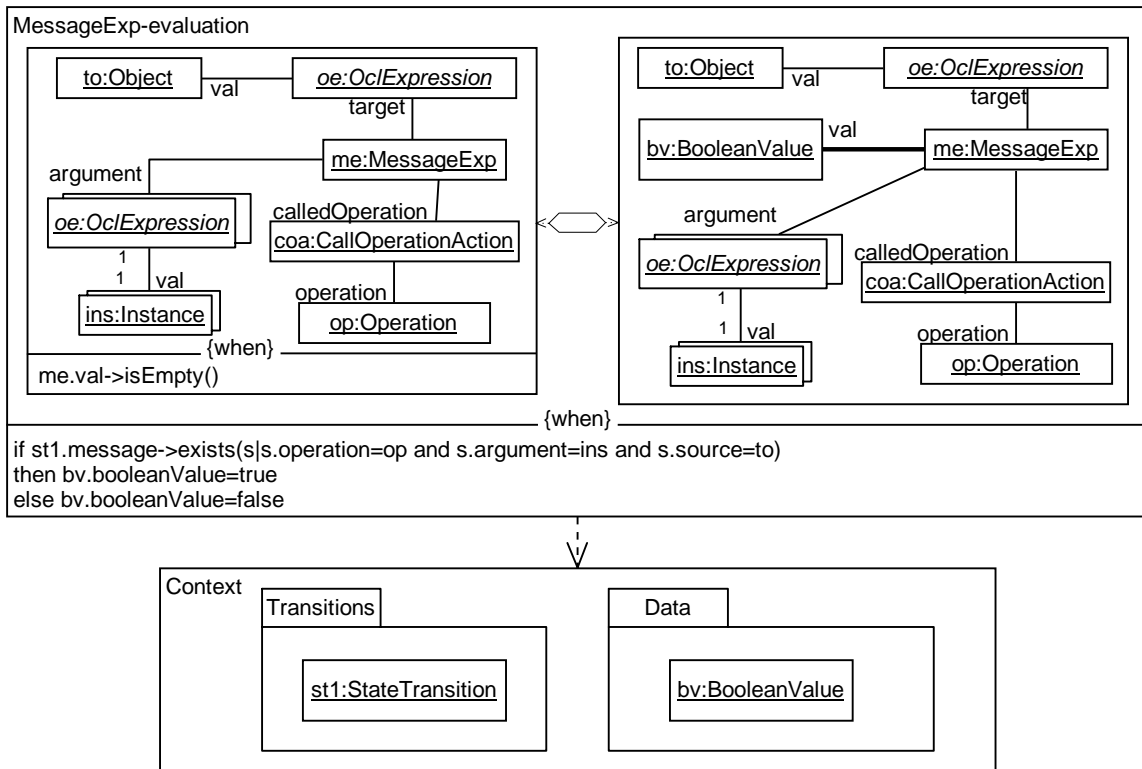 MessageExp-evaluation
to:Object
val
oe:OclExpression
target
me:MessageExp
argument
oe:OclExpression
calledOperation
coa:CallOperationAction
1
1
val
ins:Instance
operation
op:Operation
{when}
me.val->isEmpty()
to:Object
val
oe:OclExpression
target
bv:BooleanValue
val
me:MessageExp
argument
oe:OclExpression
calledOperation
coa:CallOperationAction
1
1
val
ins:Instance
operation
op:Operation
{when}
if st1.message->exists(s|s.operation=op and s.argument=ins and s.source=to)
then bv.booleanValue=true
else bv.booleanValue=false
Context
Transitions
st1:StateTransition
Data
bv:BooleanValue